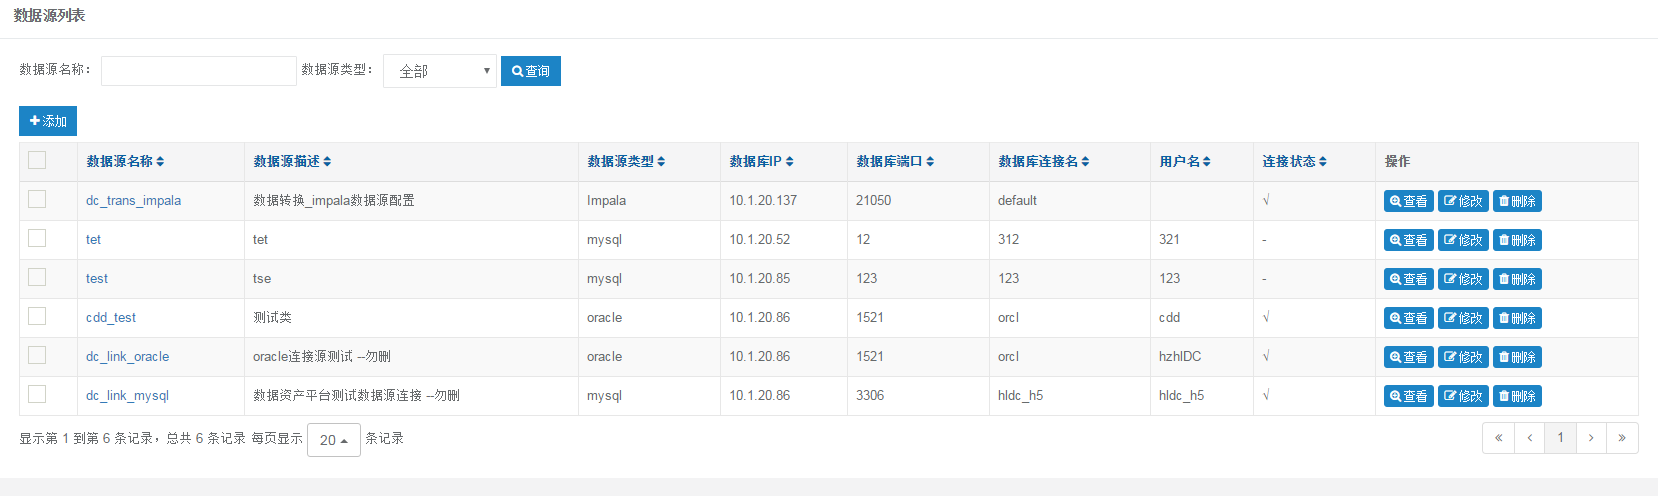 数据源列表
数据源名称： 数据源类型： 全部 查询
添加
数据源名称 数据源描述 数据源类型 数据库IP 数据库端口 数据库连接名 用户名 连接状态 操作
dc_trans_impala 数据转换_impala数据源配置 Impala 10.1.20.137 21050 default √ 查看 修改 删除
tet tet mysql 10.1.20.52 12 312 321 - 查看 修改 删除
test tse mysql 10.1.20.85 123 123 123 - 查看 修改 删除
cdd_test 测试类 oracle 10.1.20.86 1521 orcl cdd √ 查看 修改 删除
dc_link_oracle oracle连接源测试 --勿删 oracle 10.1.20.86 1521 orcl hzhlDC √ 查看 修改 删除
dc_link_mysql 数据资产平台测试数据源连接 --勿删 mysql 10.1.20.86 3306 hldc_h5 hldc_h5 √ 查看 修改 删除
显示第 1 到第 6 条记录，总共 6 条记录 每页显示 20 条记录 « ‹ 1 › »